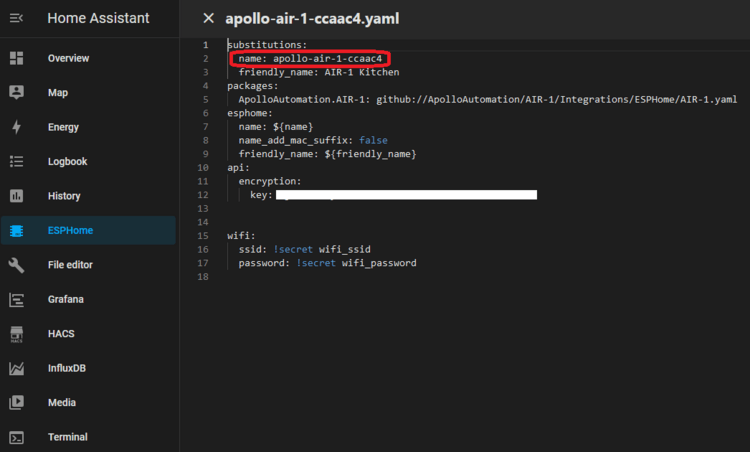 Home Assistant
Overview
Map
Energy
Logbook
History
ESPHome
File editor
Grafana
HACS
HACS
InfluxDB
Media
Terminal
apollo-air-1-ccaac4.yaml
1 substitutions:
2   name: apollo-air-1-ccaac4
3   friendly_name: AIR-1 Kitchen
4 packages:
5   ApolloAutomation.AIR-1: github://ApolloAutomation/AIR-1/Integrations/ESPHome/AIR-1.yaml
6 esphome:
7   name: ${name}
8   name_add_mac_suffix: false
9   friendly_name: ${friendly_name}
10 api:
11   encryption:
12     key:
13
14
15 wifi:
16   ssid: !secret wifi_ssid
17   password: !secret wifi_password
18